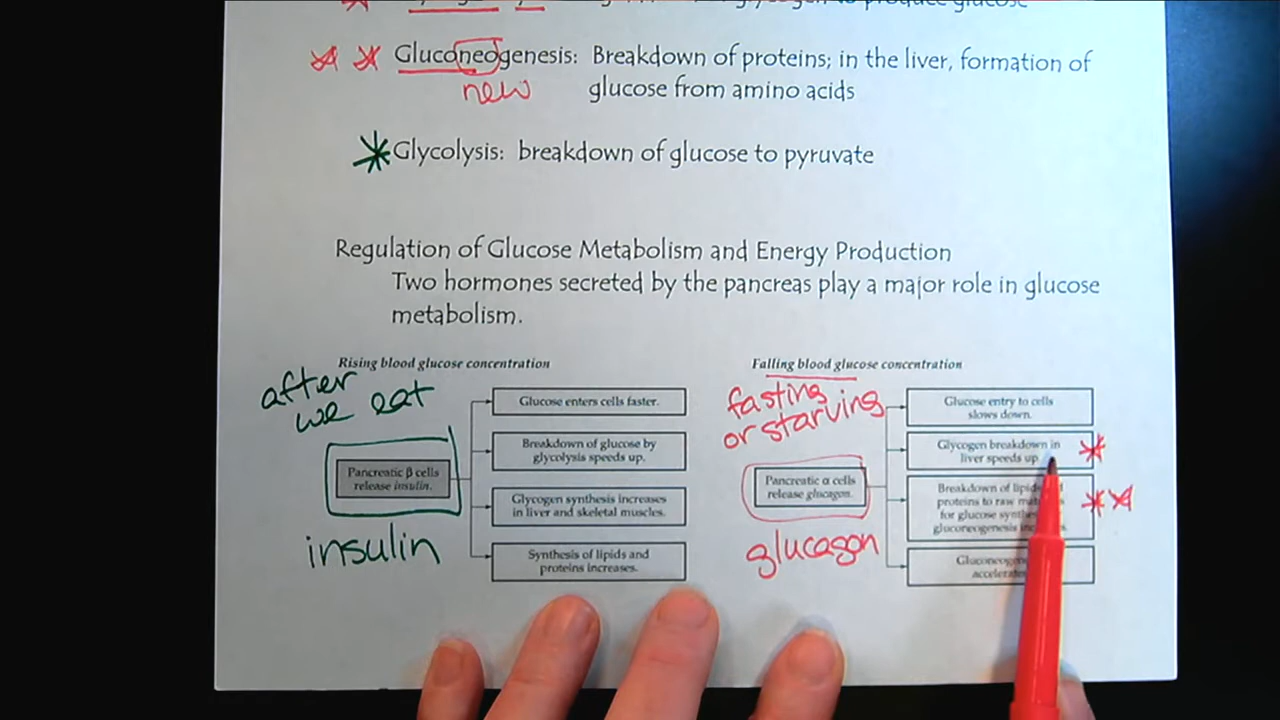 to produce glucose
Gluconeogenesis: Breakdown of proteins; in the liver, formation of
new glucose from amino acids
Glycolysis: breakdown of glucose to pyruvate
Regulation of Glucose Metabolism and Energy Production
Two hormones secreted by the pancreas play a major role in glucose
metabolism.
Rising blood glucose concentration
after
we eat
Glucose enters cells faster.
Breakdown of glucose by
glycolysis speeds up.
Pancreatic β cells
release insulin.
Glycogen synthesis increases
in liver and skeletal muscles.
insulin
Synthesis of lipids and
proteins increases.
Falling blood glucose concentration
fasting
or starving
Glucose entry to cells
slows down.
Glycogen breakdown in
liver speeds up.
Pancreatic α cells
release glucagon.
Breakdown of
proteins to raw
for glucose
gluconeogenesis
glucagon